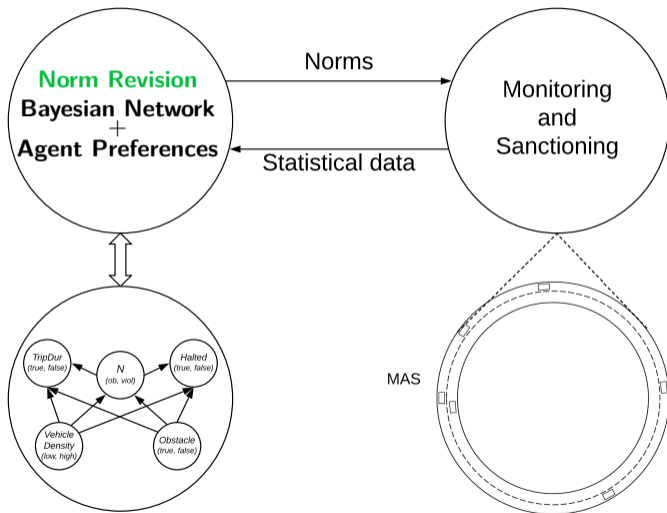 Norm Revision
Bayesian Network
+
Agent Preferences
Norms
Statistical data
Monitoring
and
Sanctioning
TripDur
(true, false)
N
(ob, viol)
Halted
(true, false)
Vehicle
Density
(low, high)
Obstacle
(true, false)
MAS